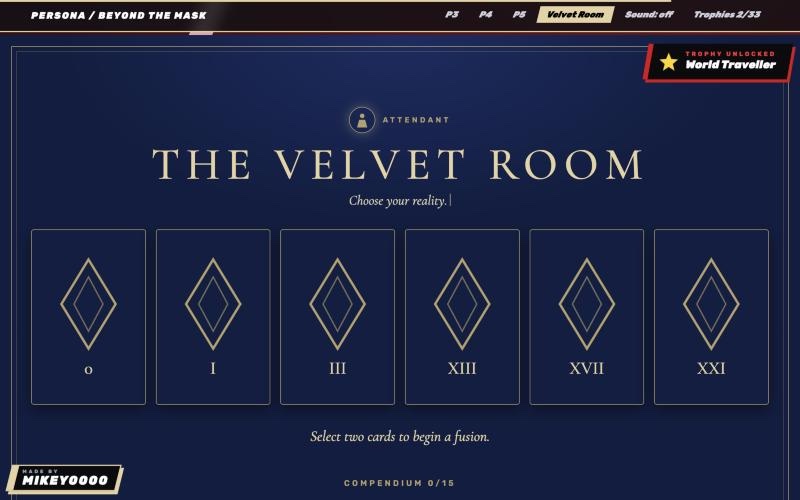 PERSONA / BEYOND THE MASK
P3 P4 P5 Velvet Room Sound: off Trophies 2/33
TROPHY UNLOCKED
World Traveller
ATTENDANT
THE VELVET ROOM
Choose your reality.
0 I III XIII XVII XXI
Select two cards to begin a fusion.
MADE BY
MIKEY0000
COMPENDIUM 0/15